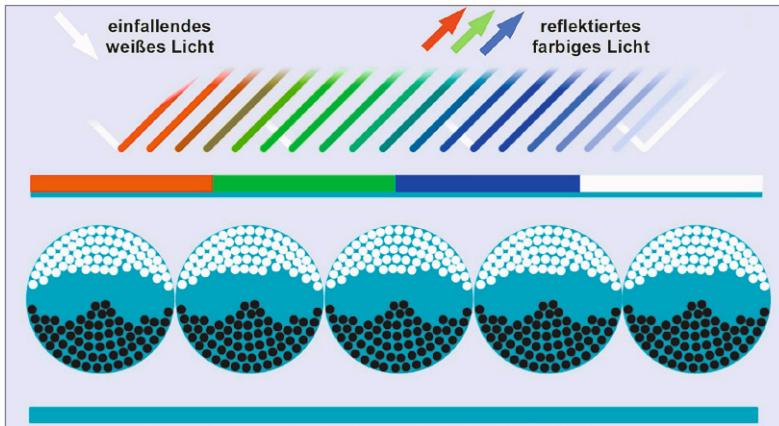 einfallendes
weißes Licht
reflektiertes
farbiges Licht